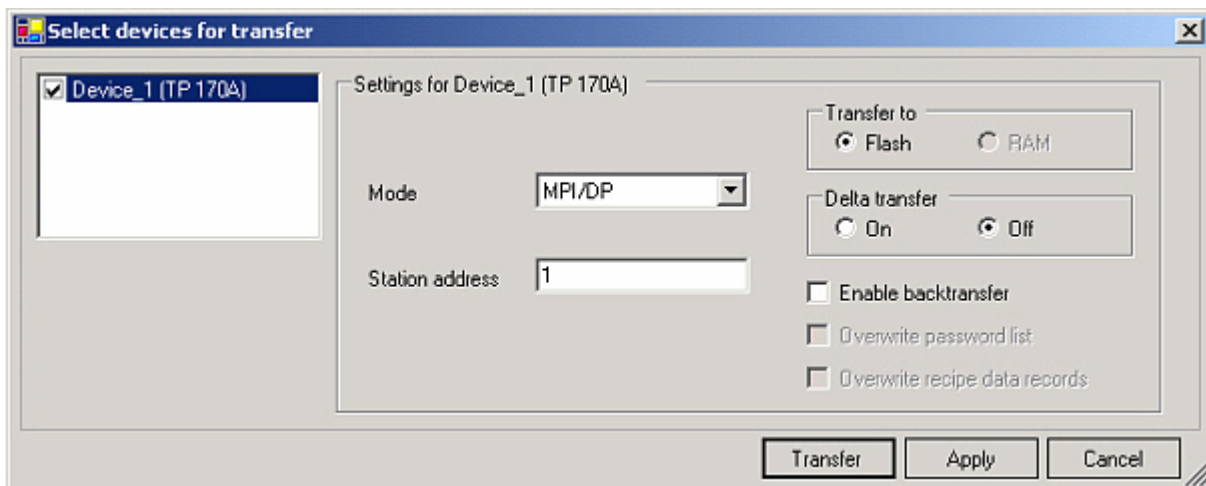 Select devices for transfer
Device_1 (TP 170A)
Settings for Device_1 (TP 170A)
Mode
MPI/DP
Station address
1
Transfer to
Flash
RAM
Delta transfer
On
Off
Enable backtransfer
Overwrite password list
Overwrite recipe data records
Transfer
Apply
Cancel